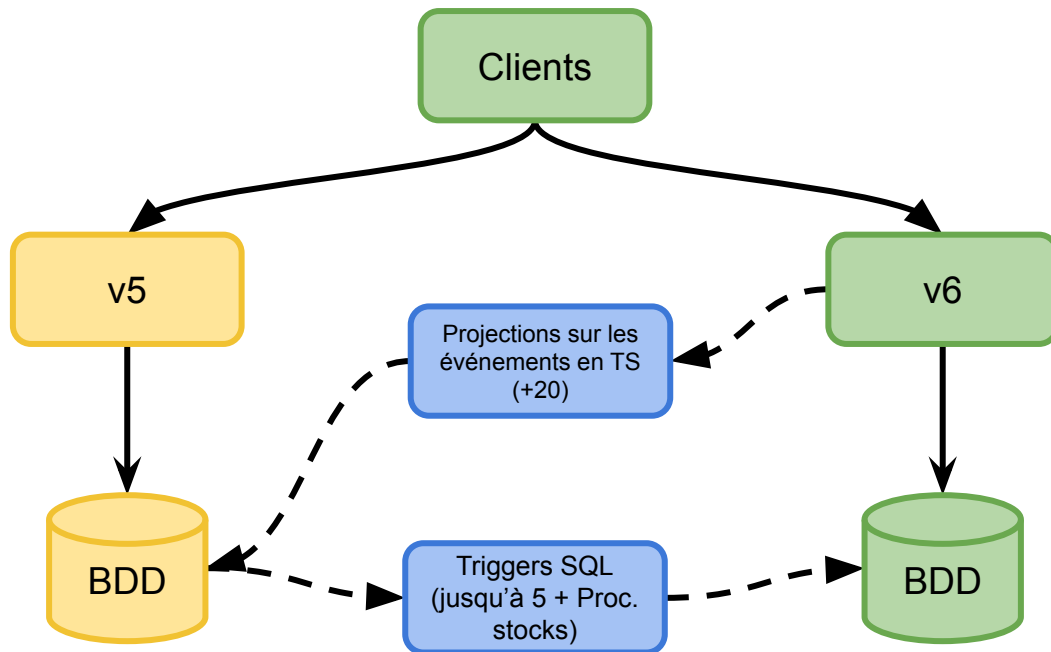 Clients
v5
v6
Projections sur les
événements en TS
(+20)
BDD
Triggers SQL
(jusqu'à 5 + Proc.
stocks)
BDD